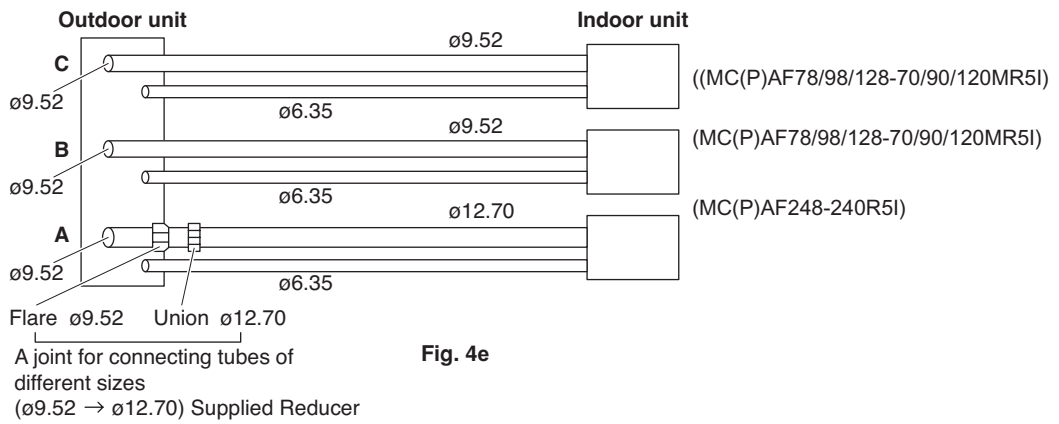 Outdoor unit
Indoor unit
ø9.52
C
((MC(P)AF78/98/128-70/90/120MR5I)
ø9.52
ø6.35
ø9.52
B
(MC(P)AF78/98/128-70/90/120MR5I)
ø9.52
ø6.35
(MC(P)AF248-240R5I)
ø12.70
A
ø9.52
ø6.35
Flare ø9.52 Union ø12.70
A joint for connecting tubes of
different sizes
(ø9.52 → ø12.70) Supplied Reducer
Fig. 4e